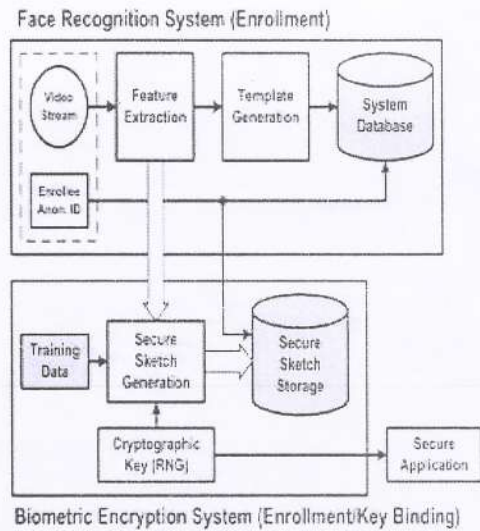 Face Recognition System (Enrollment)
Video
Stream
Feature
Extraction
Template
Generation
System
Database
Enrollee
Anon. ID
Training
Data
Secure
Sketch
Generation
Secure
Sketch
Storage
Cryptographic
Key (RNG)
Secure
Application
Biometric Encryption System (Enrollment/Key Binding)